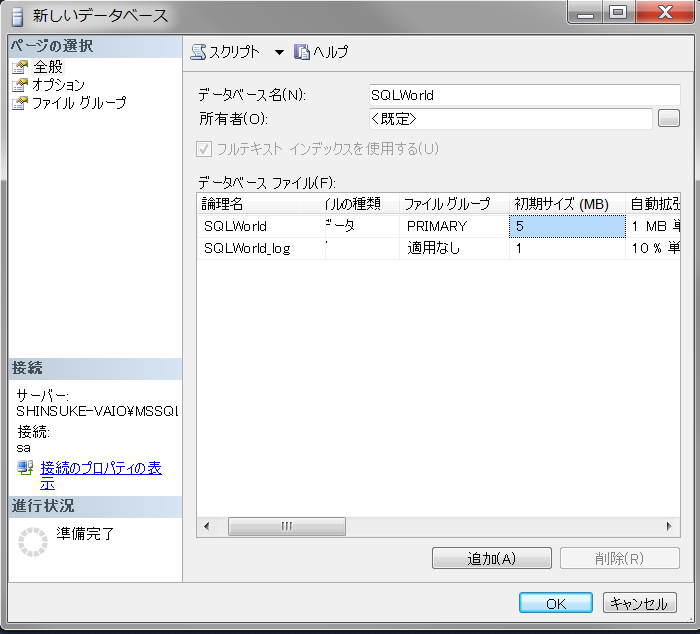 新しいデータベース
ページの選択
全般
オプション
ファイル グループ
スクリプト
ヘルプ
データベース名(N):
SQLWorld
所有者(O):
<既定>
フルテキスト インデックスを使用する(U)
データベース ファイル(F):
論理名 イルの種類 ファイル グループ 初期サイズ (MB) 自動拡張
SQLWorld データ PRIMARY 5 1 MB 単
SQLWorld_log 適用なし 1 10 % 単
接続
サーバー:
SHINSUKE-VAIO¥MSSQL
接続:
sa
接続のプロパティの表
示
進行状況
準備完了
追加(A)
削除(R)
OK
キャンセル